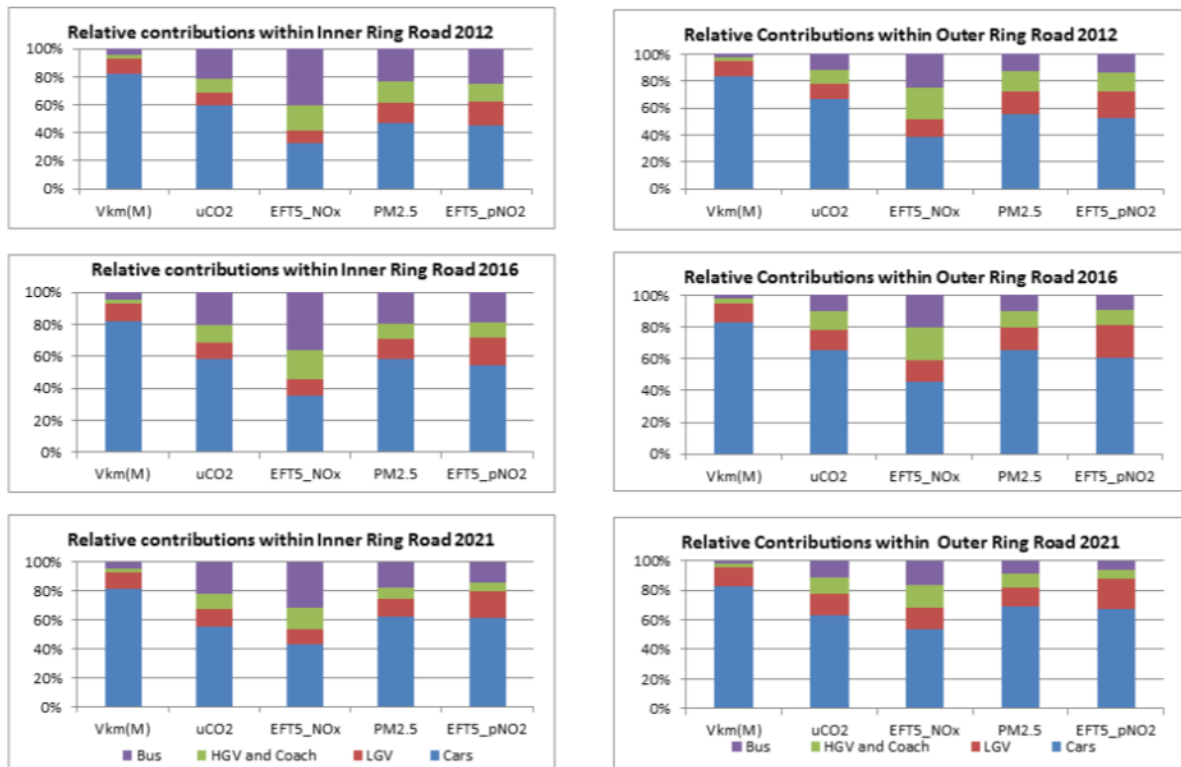 Relative contributions within Inner Ring Road 2012
100%
80%
60%
40%
20%
0%
Vkm(M) uCO2 EFT5_NOx PM2.5 EFT5_pNO2
Relative Contributions within Outer Ring Road 2012
100%
80%
60%
40%
20%
0%
Vkm(M) uCO2 EFT5_NOx PM2.5 EFT5_pNO2
Relative contributions within Inner Ring Road 2016
100%
80%
60%
40%
20%
0%
Vkm(M) uCO2 EFT5_NOx PM2.5 EFT5_pNO2
Relative Contributions within Outer Ring Road 2016
100%
80%
60%
40%
20%
0%
Vkm(M) uCO2 EFT5_NOx PM2.5 EFT5_pNO2
Relative contributions within Inner Ring Road 2021
100%
80%
60%
40%
20%
0%
Vkm(M) uCO2 EFT5_NOx PM2.5 EFT5_pNO2
Bus HGV and Coach LGV Cars
Relative Contributions within Outer Ring Road 2021
100%
80%
60%
40%
20%
0%
Vkm(M) uCO2 EFT5_NOx PM2.5 EFT5_pNO2
Bus HGV and Coach LGV Cars